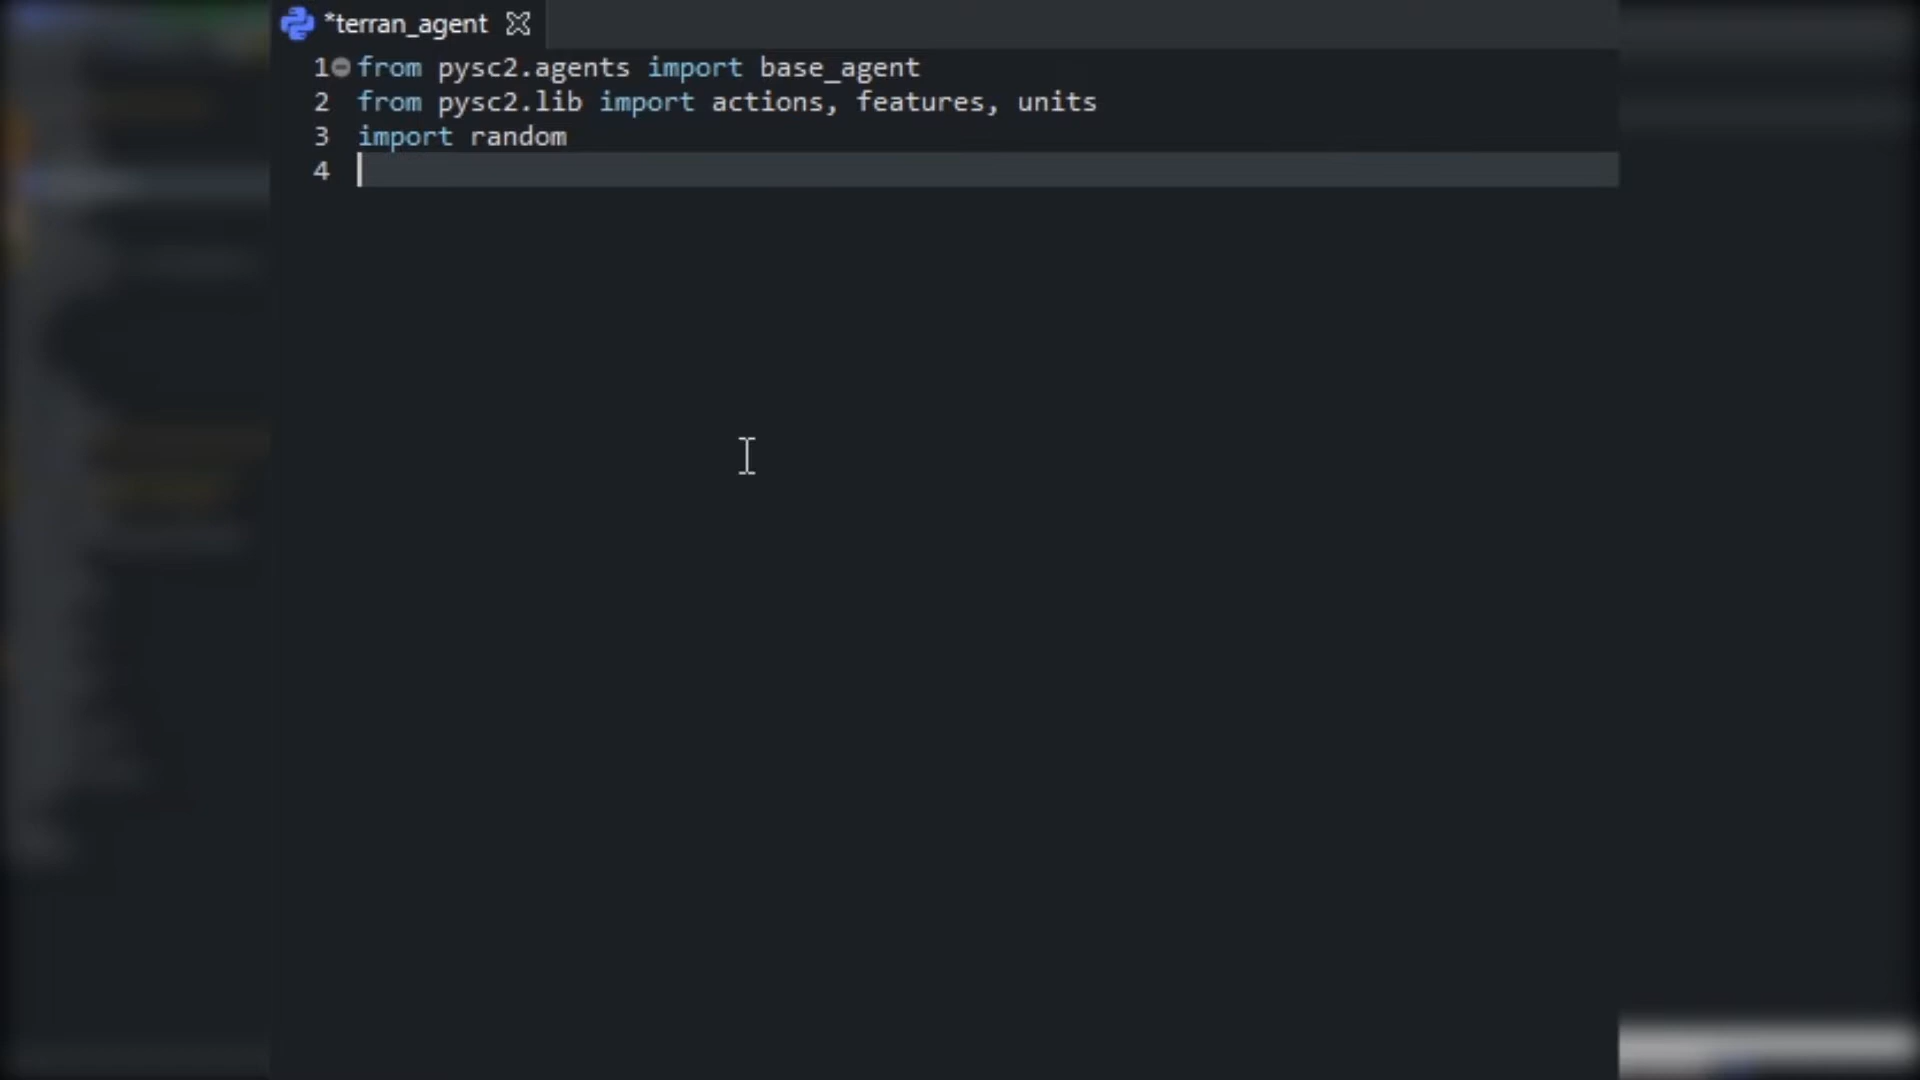 *terran_agent
1 from pysc2.agents import base_agent
2 from pysc2.lib import actions, features, units
3 import random
4